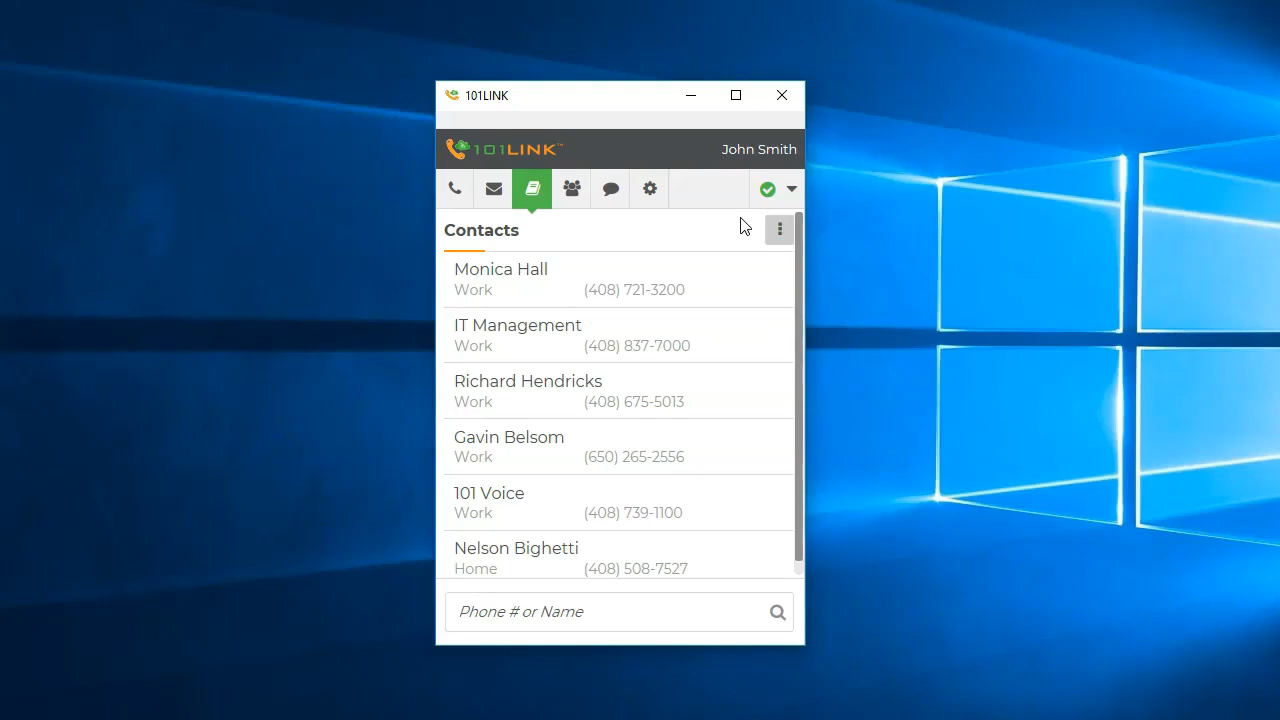 101LINK
101LINK™
John Smith
Contacts
Monica Hall
Work (408) 721-3200
IT Management
Work (408) 837-7000
Richard Hendricks
Work (408) 675-5013
Gavin Belsom
Work (650) 265-2556
101 Voice
Work (408) 739-1100
Nelson Bighetti
Home (408) 508-7527
Phone # or Name